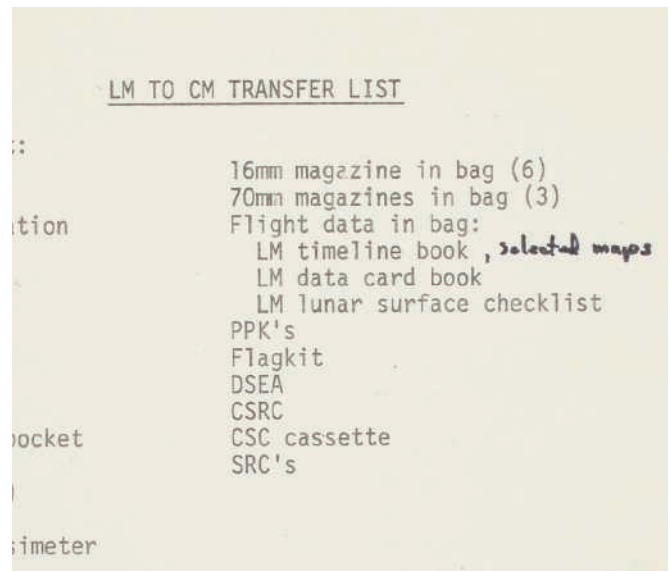 LM TO CM TRANSFER LIST
:
16mm magazine in bag (6)
70mm magazines in bag (3)
tion
Flight data in bag:
LM timeline book , selected maps
LM data card book
LM lunar surface checklist
PPK's
Flagkit
DSEA
CSRC
ocket
CSC cassette
SRC's
)
simeter